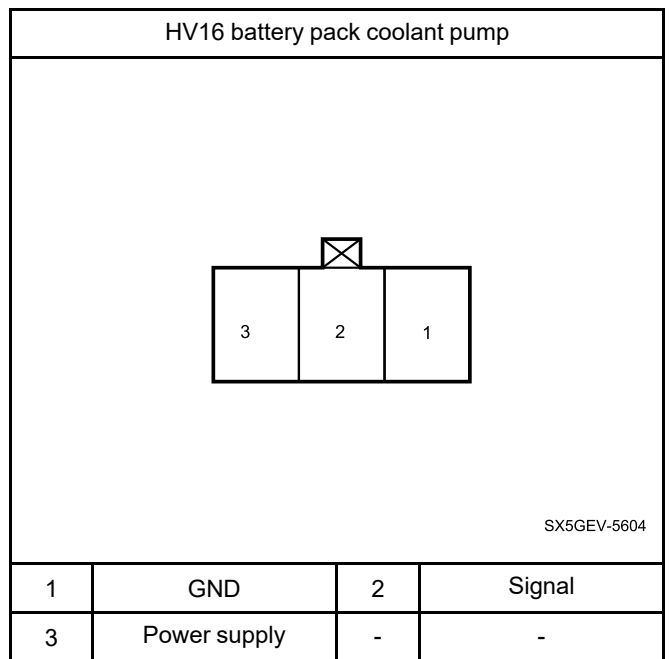 HV16 battery pack coolant pump
3 2 1
SX5GEV-5604
1 GND 2 Signal
3 Power supply - -